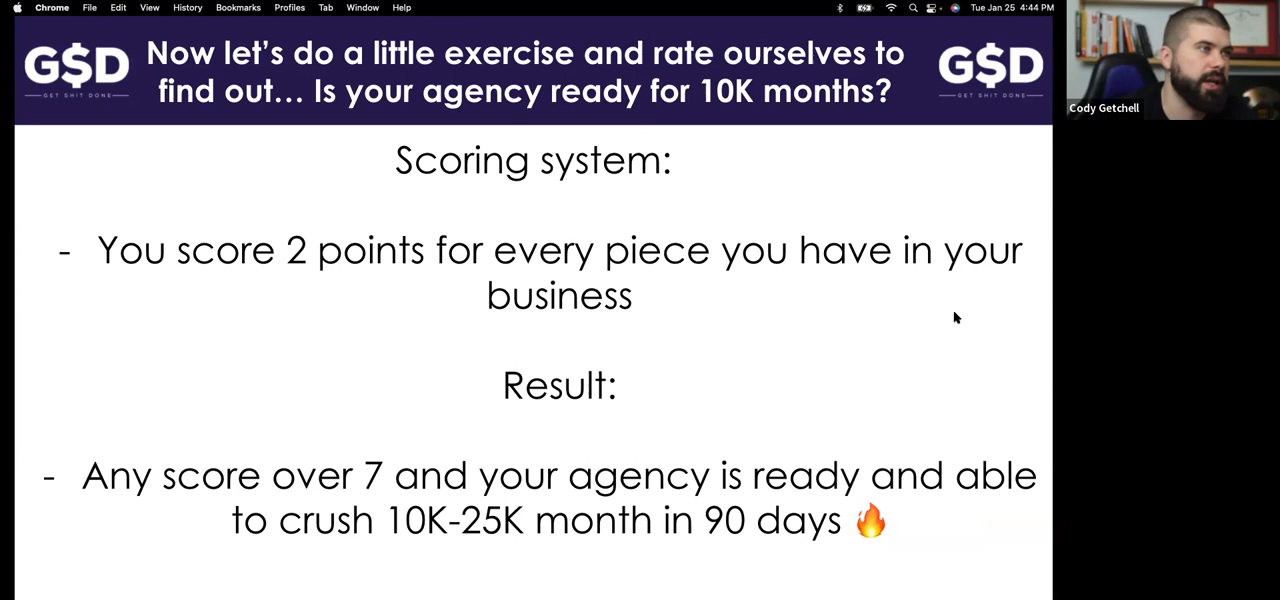 Chrome File Edit View History Bookmarks Profiles Tab Window Help Tue Jan 25 4:44 PM
G$D
GET SHIT DONE
Now let's do a little exercise and rate ourselves to
find out... Is your agency ready for 10K months?
G$D
GET SHIT DONE
Cody Getchell
Scoring system:
- You score 2 points for every piece you have in your
business
Result:
- Any score over 7 and your agency is ready and able
to crush 10K-25K month in 90 days 🔥